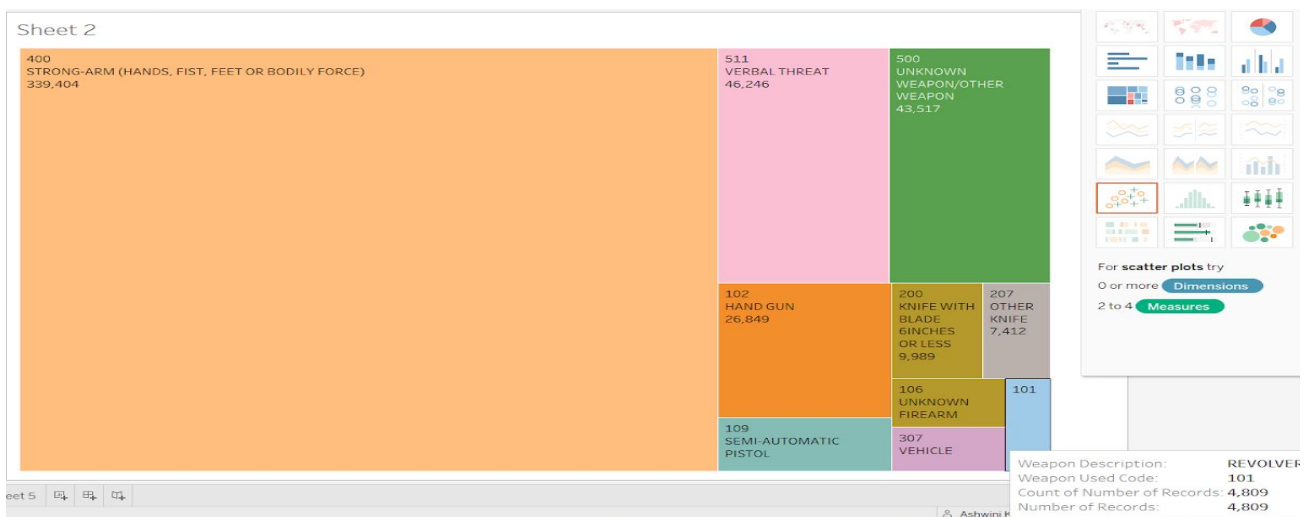 Sheet 2
400
STRONG-ARM (HANDS, FIST, FEET OR BODILY FORCE)
339,404
511
VERBAL THREAT
46,246
500
UNKNOWN
WEAPON/OTHER
WEAPON
43,517
102
HAND GUN
26,849
200
KNIFE WITH
BLADE
6INCHES
OR LESS
9,989
207
OTHER
KNIFE
7,412
106
UNKNOWN
FIREARM
101
109
SEMI-AUTOMATIC
PISTOL
307
VEHICLE
Weapon Description: REVOLVER
Weapon Used Code: 101
Count of Number of Records: 4,809
Number of Records: 4,809
For scatter plots try
0 or more Dimensions
2 to 4 Measures
eet 5
Ashwini K